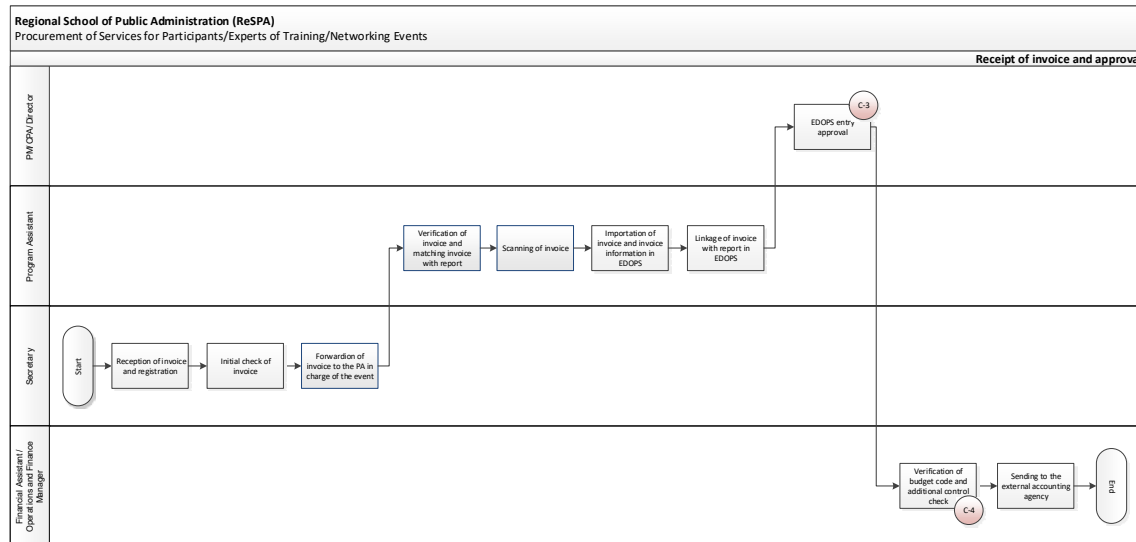 Regional School of Public Administration (ReSPA)
Procurement of Services for Participants/Experts of Training/Networking Events
Receipt of invoice and approva
PM/CPA/Director
C-3
EDOPS entry
approval
Program Assistant
Verification of
invoice and
matching invoice
with report
Scanning of invoice
Importation of
invoice and invoice
information in
EDOPS
Linkage of invoice
with report in
EDOPS
Secretary
Start
Reception of invoice
and registration
Initial check of
invoice
Forwardion of
invoice to the PA in
charge of the event
Financial Assistant/
Operations and Finance
Manager
Verification of
budget code and
additional control
check
C-4
Sending to the
external accounting
agency
End